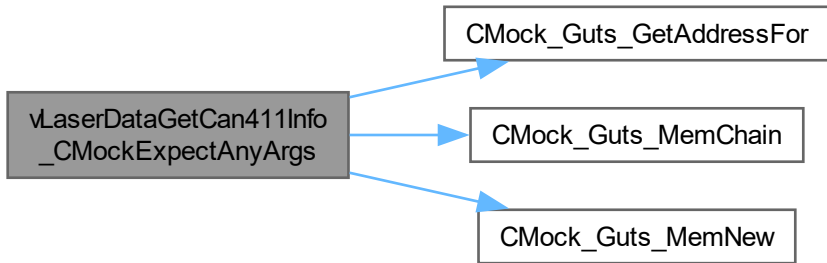 vLaserDataGetCan411Info
_CMockExpectAnyArgs
CMock_Guts_GetAddressFor
CMock_Guts_MemChain
CMock_Guts_MemNew